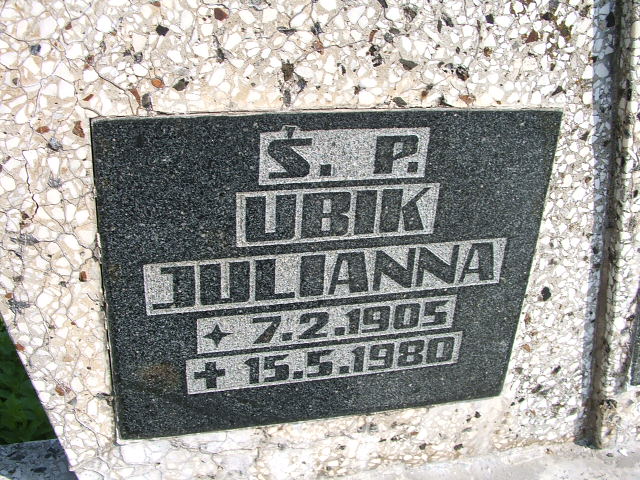 Ś. P.
UBIK
JULIANNA
✦ 7.2.1905
✚ 15.5.1980